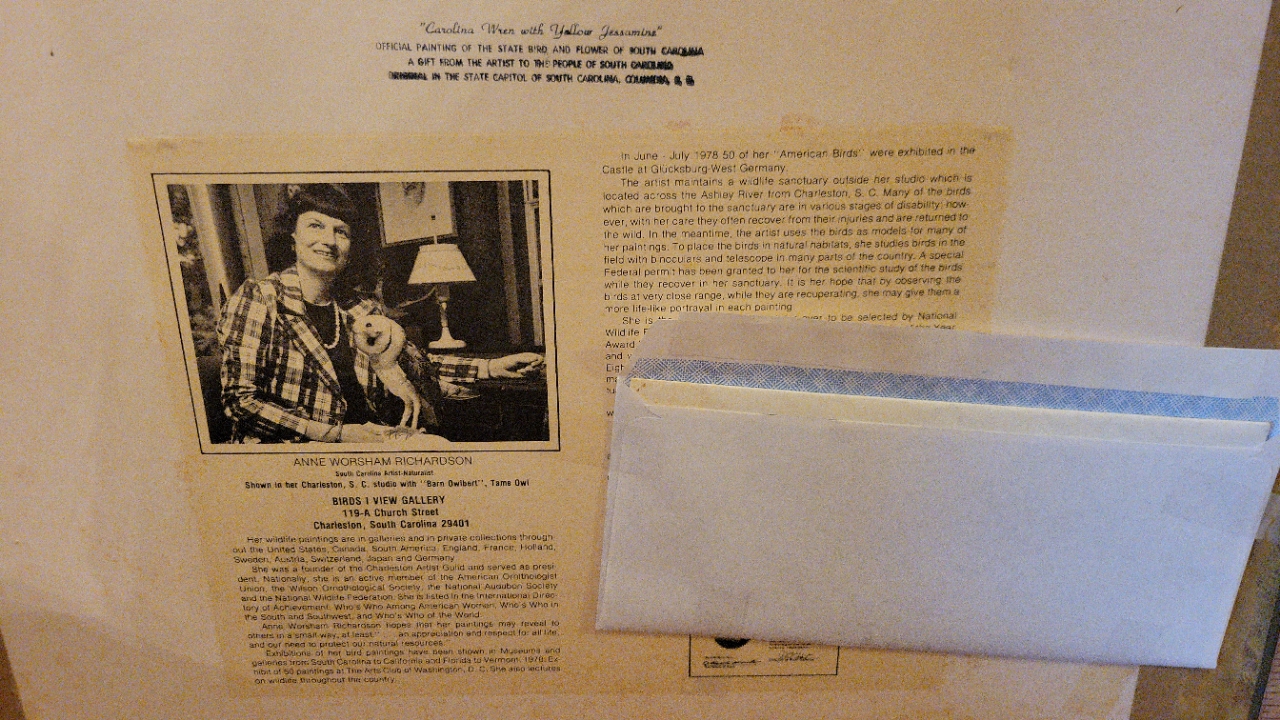 "Carolina Wren with Yellow Jessamine"
OFFICIAL PAINTING OF THE STATE BIRD AND FLOWER OF SOUTH CAROLINA
A GIFT FROM THE ARTIST TO THE PEOPLE OF SOUTH CAROLINA
ORIGINAL IN THE STATE CAPITOL OF SOUTH CAROLINA, COLUMBIA, S. C.
ANNE WORSHAM RICHARDSON
South Carolina Artist-Naturalist
Shown in her Charleston, S. C. studio with "Barn Owlbert", Tame Owl
BIRDS I VIEW GALLERY
119-A Church Street
Charleston, South Carolina 29401
Her wildlife paintings are in galleries and in private collections through-
out the United States, Canada, South America, England, France, Holland,
Sweden, Austria, Switzerland, Japan and Germany.
She was a founder of the Charleston Artist Guild and served as presi-
dent. Nationally, she is an active member of the American Ornithologist
Union, the Wilson Ornithological Society, the National Audubon Society
and the National Wildlife Federation. She is listed in the International Direc-
tory of Achievement, Who's Who Among American Women, Who's Who in
the South and Southwest, and Who's Who of the World.
Anne Worsham Richardson hopes that her paintings may reveal to
others in a small way, at least " . . . an appreciation and respect for all life,
and our need to protect our natural resources."
Exhibitions of her bird paintings have been shown in Museums and
galleries from South Carolina to California and Florida to Vermont. 1978: Ex-
hibit of 50 paintings at The Arts Club of Washington, D. C. She also lectures
on wildlife throughout the country.
In June - July 1978 50 of her "American Birds" were exhibited in the
Castle at Glücksburg-West Germany.
The artist maintains a wildlife sanctuary outside her studio which is
located across the Ashley River from Charleston, S. C. Many of the birds
which are brought to the sanctuary are in various stages of disability; how-
ever, with her care they often recover from their injuries and are returned to
the wild. In the meantime, the artist uses the birds as models for many of
her paintings. To place the birds in natural habitats, she studies birds in the
field with binoculars and telescope in many parts of the country. A special
Federal permit has been granted to her for the scientific study of the birds
while they recover in her sanctuary. It is her hope that by observing the
birds at very close range, while they are recuperating, she may give them a
more life-like portrayal in each painting.
She is the to be selected by National
Wildlife Year
Award
and